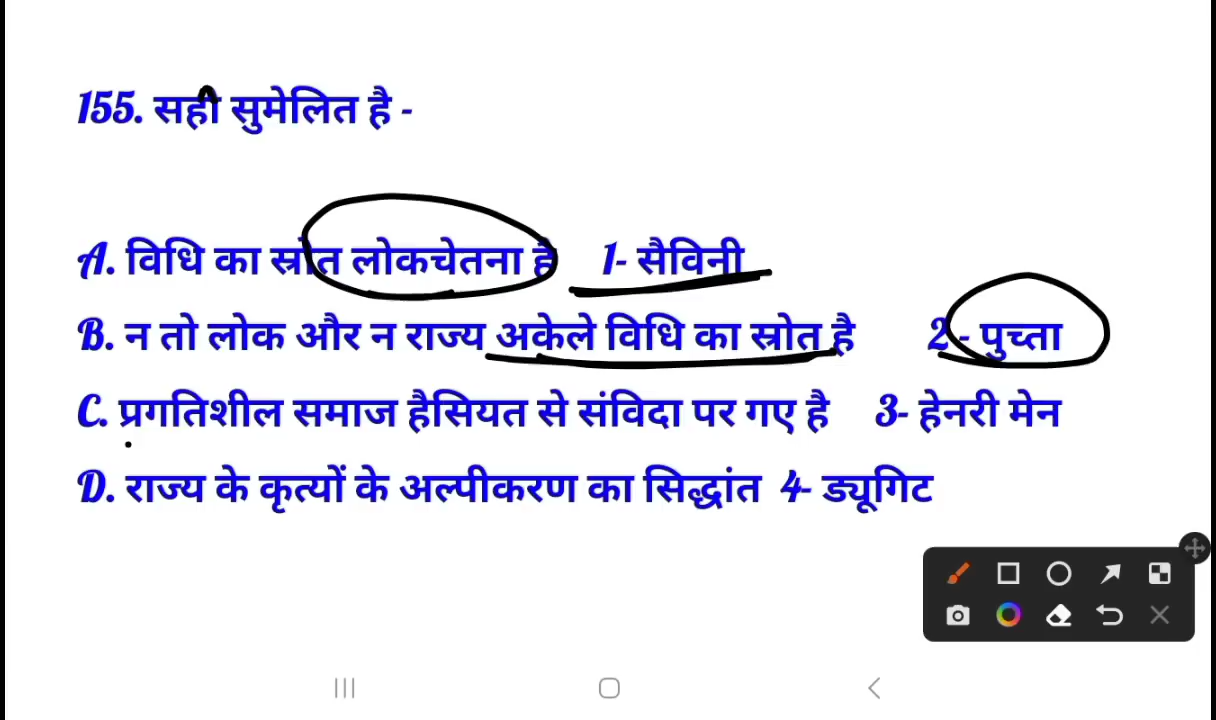 155. सही सुमेलित है -
A. विधि का स्रोत लोकचेतना है 1- सैविनी
B. न तो लोक और न राज्य अकेले विधि का स्रोत है 2 - पुच्ता
C. प्रगतिशील समाज हैसियत से संविदा पर गए है 3- हेनरी मेन
D. राज्य के कृत्यों के अल्पीकरण का सिद्धांत 4- ड्यूगिट